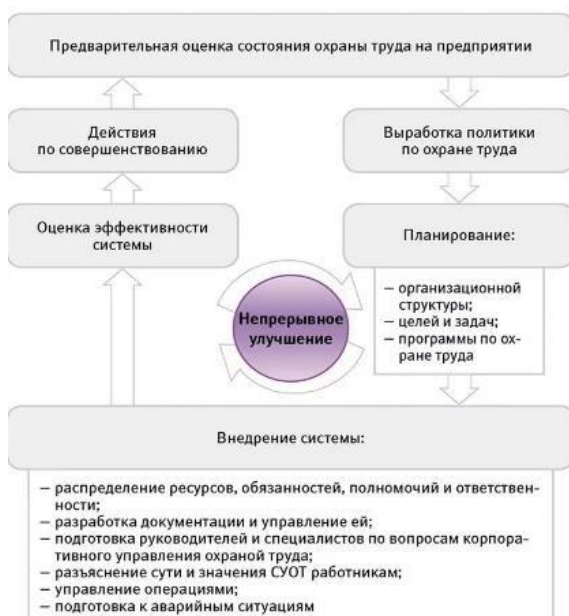 Предварительная оценка состояния охраны труда на предприятии
Действия
по совершенствованию
Выработка политики
по охране труда
Оценка эффективности
системы
Планирование:
— организационной
структуры;
— целей и задач;
— программы по ох-
ране труда
Непрерывное
улучшение
Внедрение системы:
— распределение ресурсов, обязанностей, полномочий и ответствен-
ности;
— разработка документации и управление ей;
— подготовка руководителей и специалистов по вопросам корпора-
тивного управления охраной труда;
— разъяснение сути и значения СУОТ работникам;
— управление операциями;
— подготовка к аварийным ситуациям